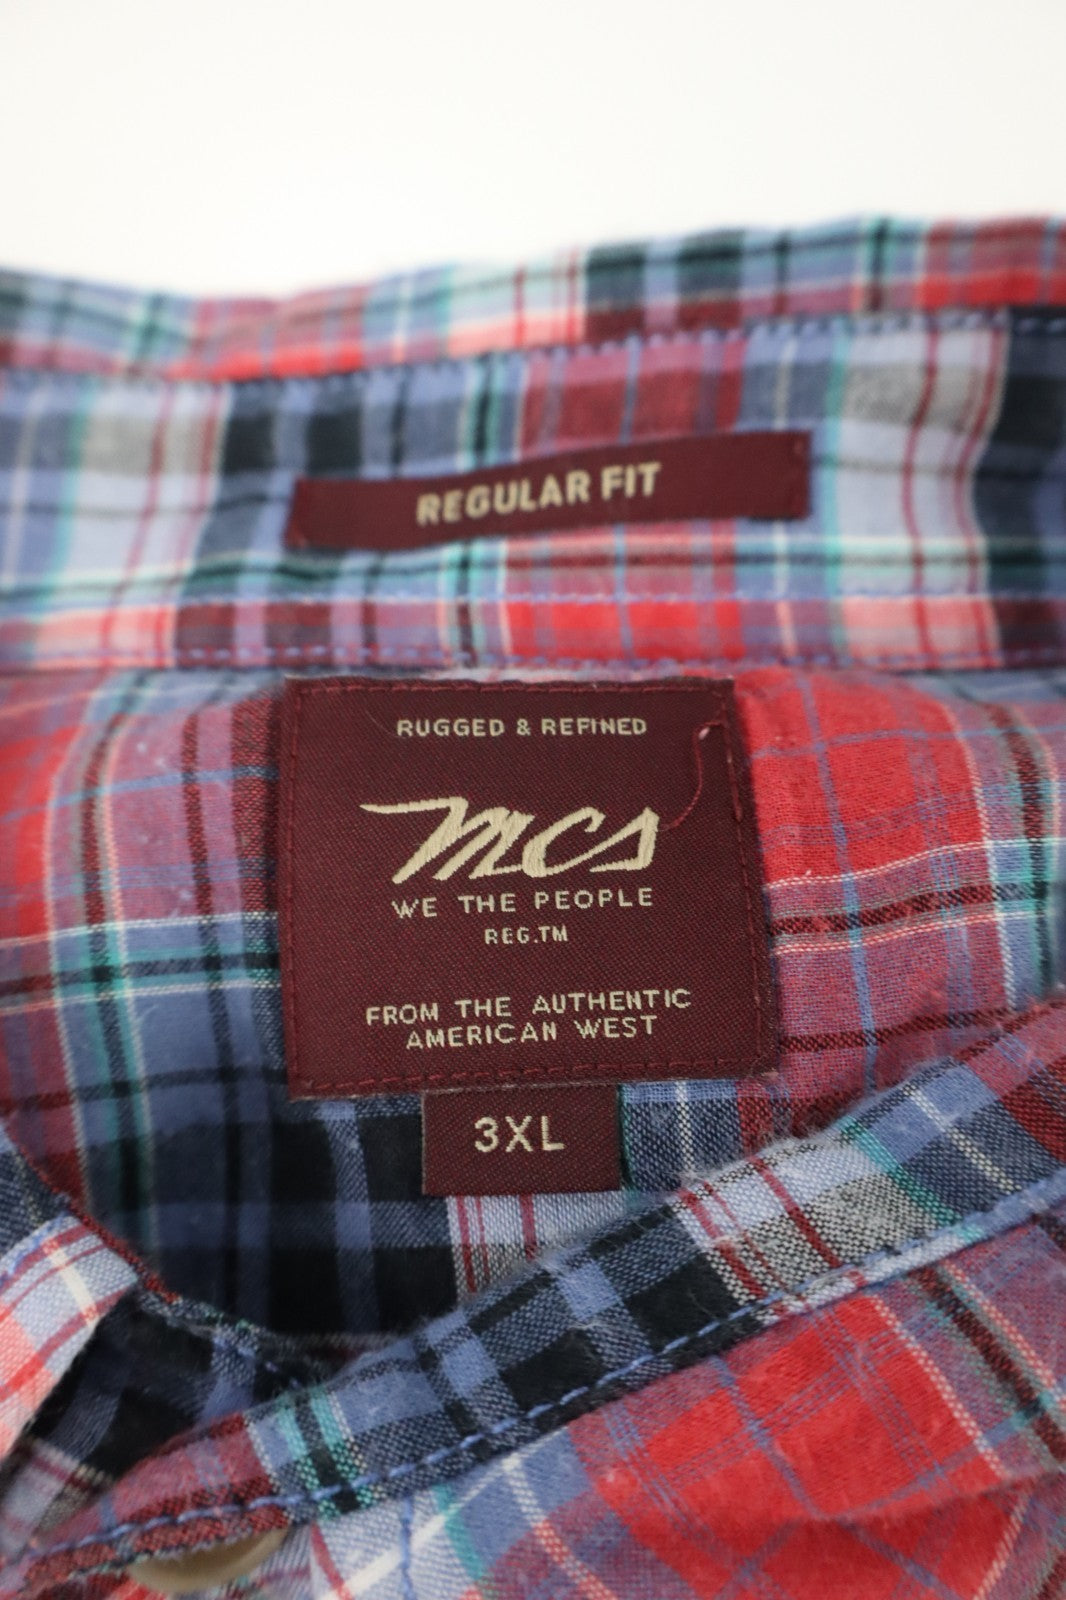 REGULAR FIT
RUGGED & REFINED
mcs
WE THE PEOPLE
REG.TM
FROM THE AUTHENTIC
AMERICAN WEST
3XL